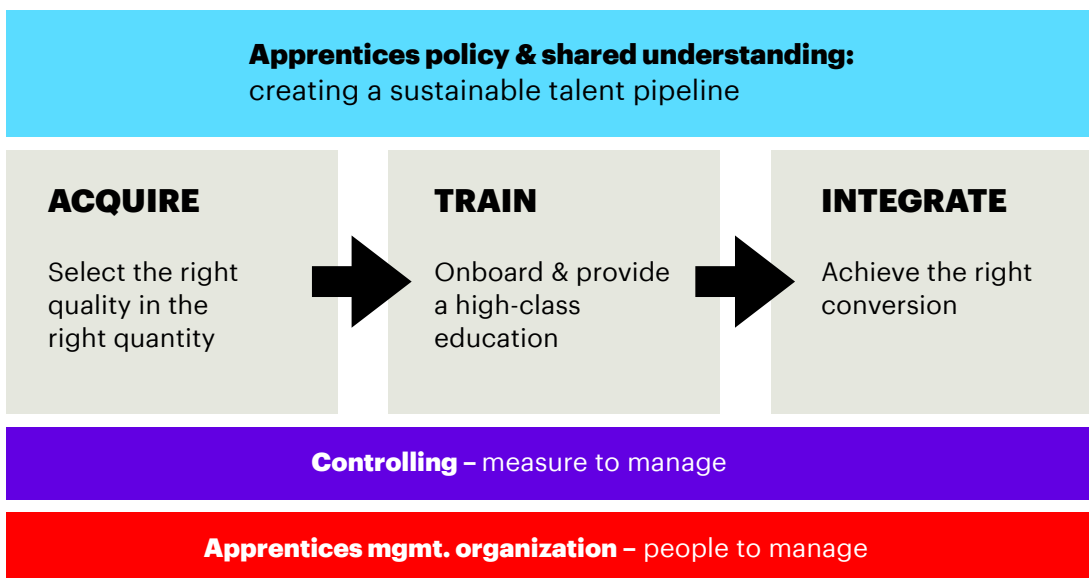 Apprentices policy & shared understanding:
creating a sustainable talent pipeline
ACQUIRE
Select the right
quality in the
right quantity
TRAIN
Onboard & provide
a high-class
education
INTEGRATE
Achieve the right
conversion
Controlling – measure to manage
Apprentices mgmt. organization – people to manage